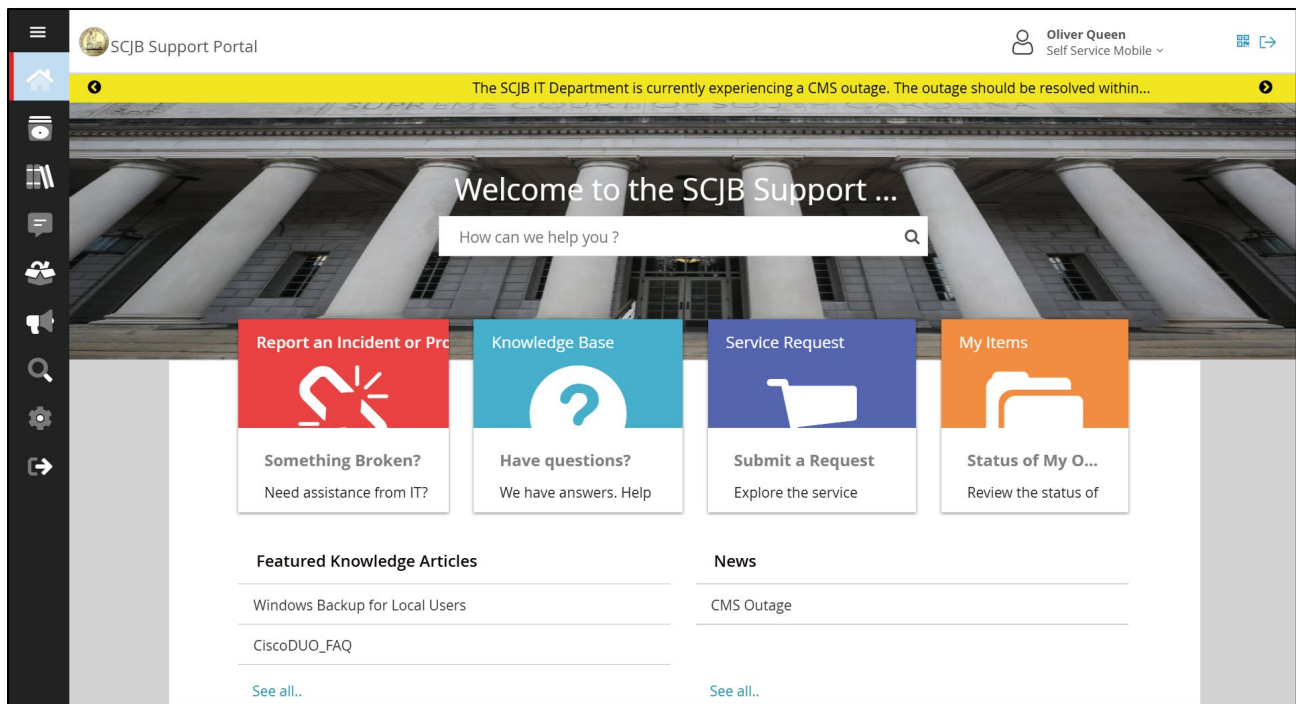 SCJB Support Portal
Oliver Queen
Self Service Mobile
The SCJB IT Department is currently experiencing a CMS outage. The outage should be resolved within...
SUPREME COURT OF SOUTH
Welcome to the SCJB Support ...
How can we help you ?
Report an Incident or Pro
Knowledge Base
Service Request
My Items
Something Broken?
Need assistance from IT?
Have questions?
We have answers. Help
Submit a Request
Explore the service
Status of My O...
Review the status of
Featured Knowledge Articles
Windows Backup for Local Users
CiscoDUO_FAQ
See all..
News
CMS Outage
See all..